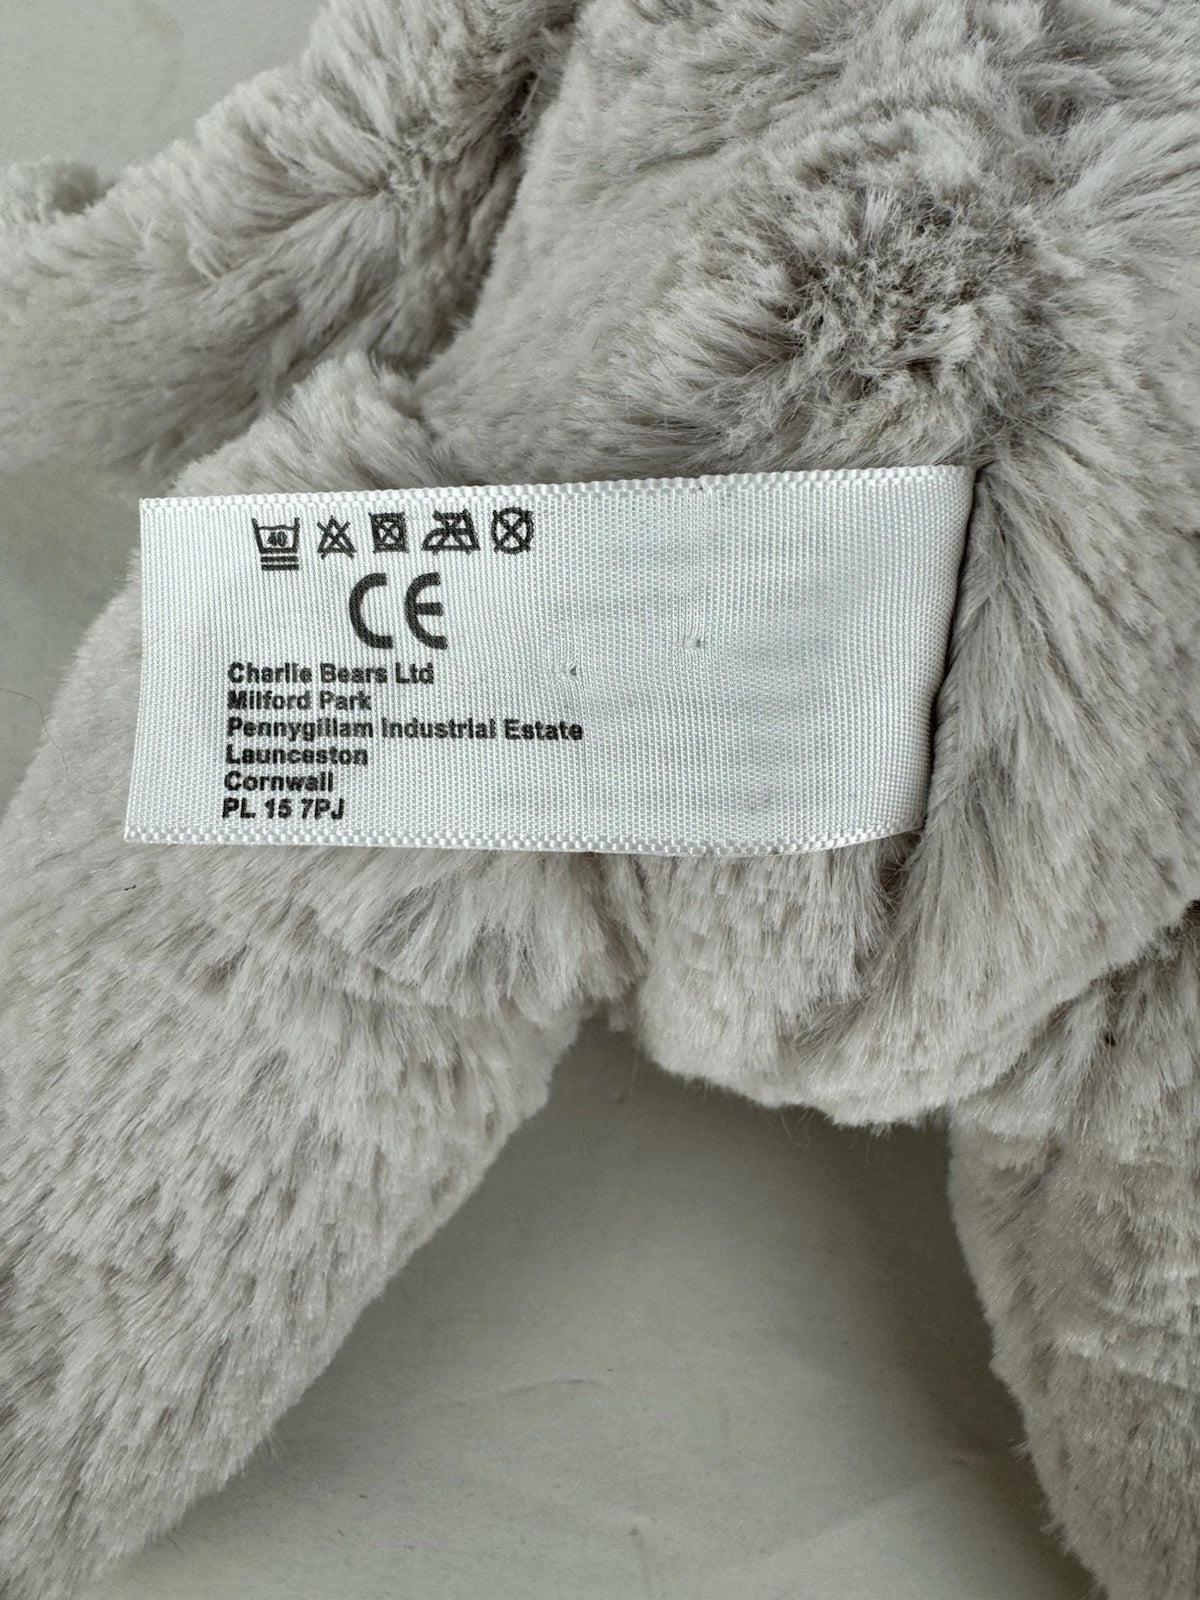 40
CE
Charlie Bears Ltd
Milford Park
Pennygillam Industrial Estate
Launceston
Cornwall
PL 15 7PJ